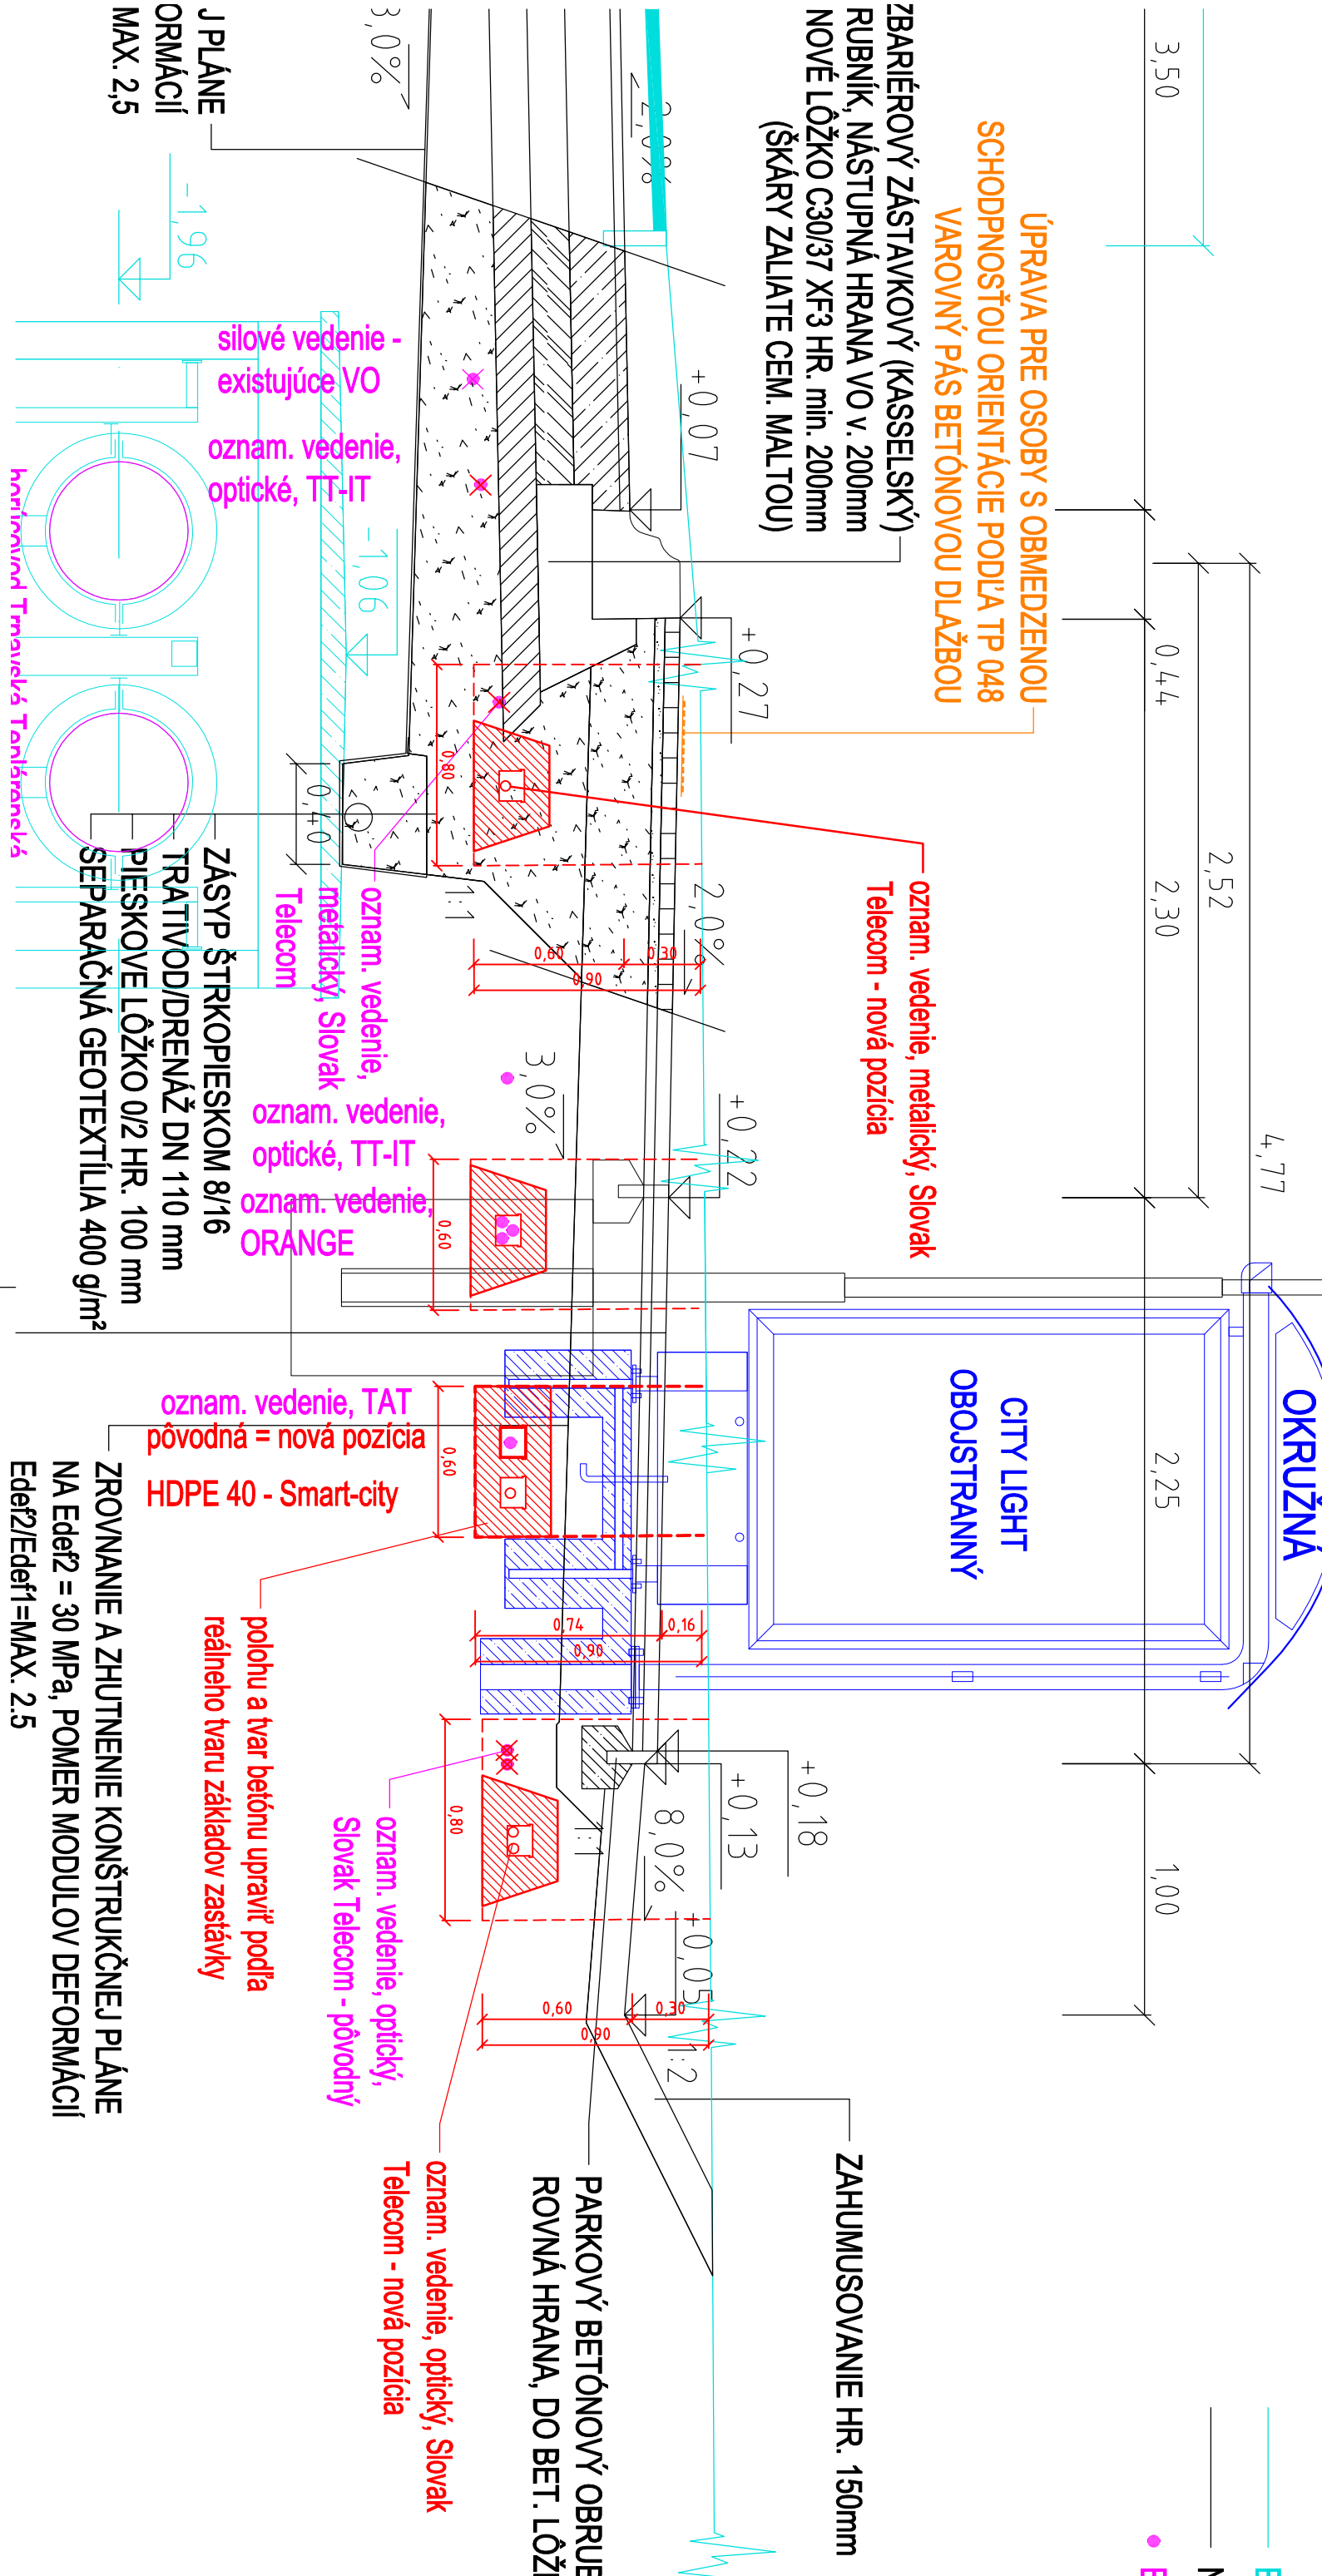 J PLÁNE
ORMÁCIÍ
MAX. 2,5
3,0%
2,0%
3,50
ÚPRAVA PRE OSOBY S OBMEDZENOU
SCHODPNOSŤOU ORIENTÁCIE PODĽA TP 048
VAROVNÝ PÁS BETÓNOVOU DLAŽBOU
ZBARIÉROVÝ ZÁSTAVKOVÝ (KASSELSKÝ)
RUBNÍK, NÁSTUPNÁ HRANA VO v. 200mm
NOVÉ LÔŽKO C30/37 XF3 HR. min. 200mm
(ŠKÁRY ZALIATE CEM. MALTOU)
-1,96
silové vedenie -
existujúce VO
oznam. vedenie,
optické, TT-IT
-1,06
+0,07
+0,27
0,44
2,30
2,52
4,77
0,80
0,40
1:1
2,0%
0,60
0,30
0,90
oznam. vedenie, metalický, Slovak
Telecom - nová pozícia
oznam. vedenie,
metalický, Slovak
Telecom
ZÁSYP ŠTRKOPIESKOM 8/16
TRATIVOD/DRENÁŽ DN 110 mm
PIESKOVE LÔŽKO 0/2 HR. 100 mm
SEPARAČNÁ GEOTEXTÍLIA 400 g/m²
3,0%
+0,22
oznam. vedenie,
optické, TT-IT
oznam. vedenie,
ORANGE
0,60
OKRUŽNÁ
CITY LIGHT
OBOJSTRANNÝ
2,25
oznam. vedenie, TAT
pôvodná = nová pozícia
HDPE 40 - Smart-city
0,60
0,74
0,16
0,90
ZROVNANIE A ZHUTNENIE KONŠTRUKČNEJ PLÁNE
NA Edef2 = 30 MPa, POMER MODULOV DEFORMÁCIÍ
Edef2/Edef1=MAX. 2.5
polohu a tvar betónu upraviť podľa
reálneho tvaru základov zastávky
+0,18
+0,13
8,0%
1:1
0,80
1,00
+0,05
1:2
0,60
0,30
0,90
oznam. vedenie, optický,
Slovak Telecom - pôvodný
oznam. vedenie, optický, Slovak
Telecom - nová pozícia
ZAHUMUSOVANIE HR. 150mm
PARKOVÝ BETÓNOVÝ OBRUB
ROVNÁ HRANA, DO BET. LÔŽ